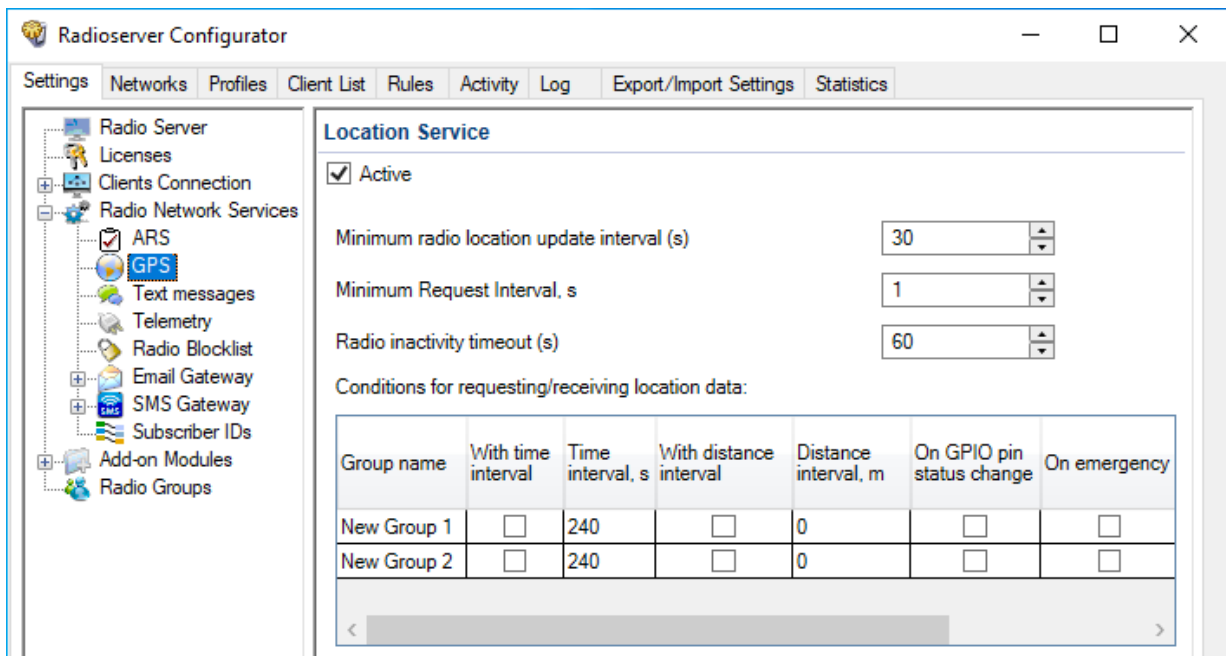 Radioserver Configurator
Settings Networks Profiles Client List Rules Activity Log Export/Import Settings Statistics
Radio Server
Licenses
Clients Connection
Radio Network Services
ARS
GPS
Text messages
Telemetry
Radio Blocklist
Email Gateway
SMS Gateway
Subscriber IDs
Add-on Modules
Radio Groups
Location Service
Active
Minimum radio location update interval (s) 30
Minimum Request Interval, s 1
Radio inactivity timeout (s) 60
Conditions for requesting/receiving location data:
Group name With time interval Time interval, s With distance interval Distance interval, m On GPIO pin status change On emergency
New Group 1 240 0
New Group 2 240 0